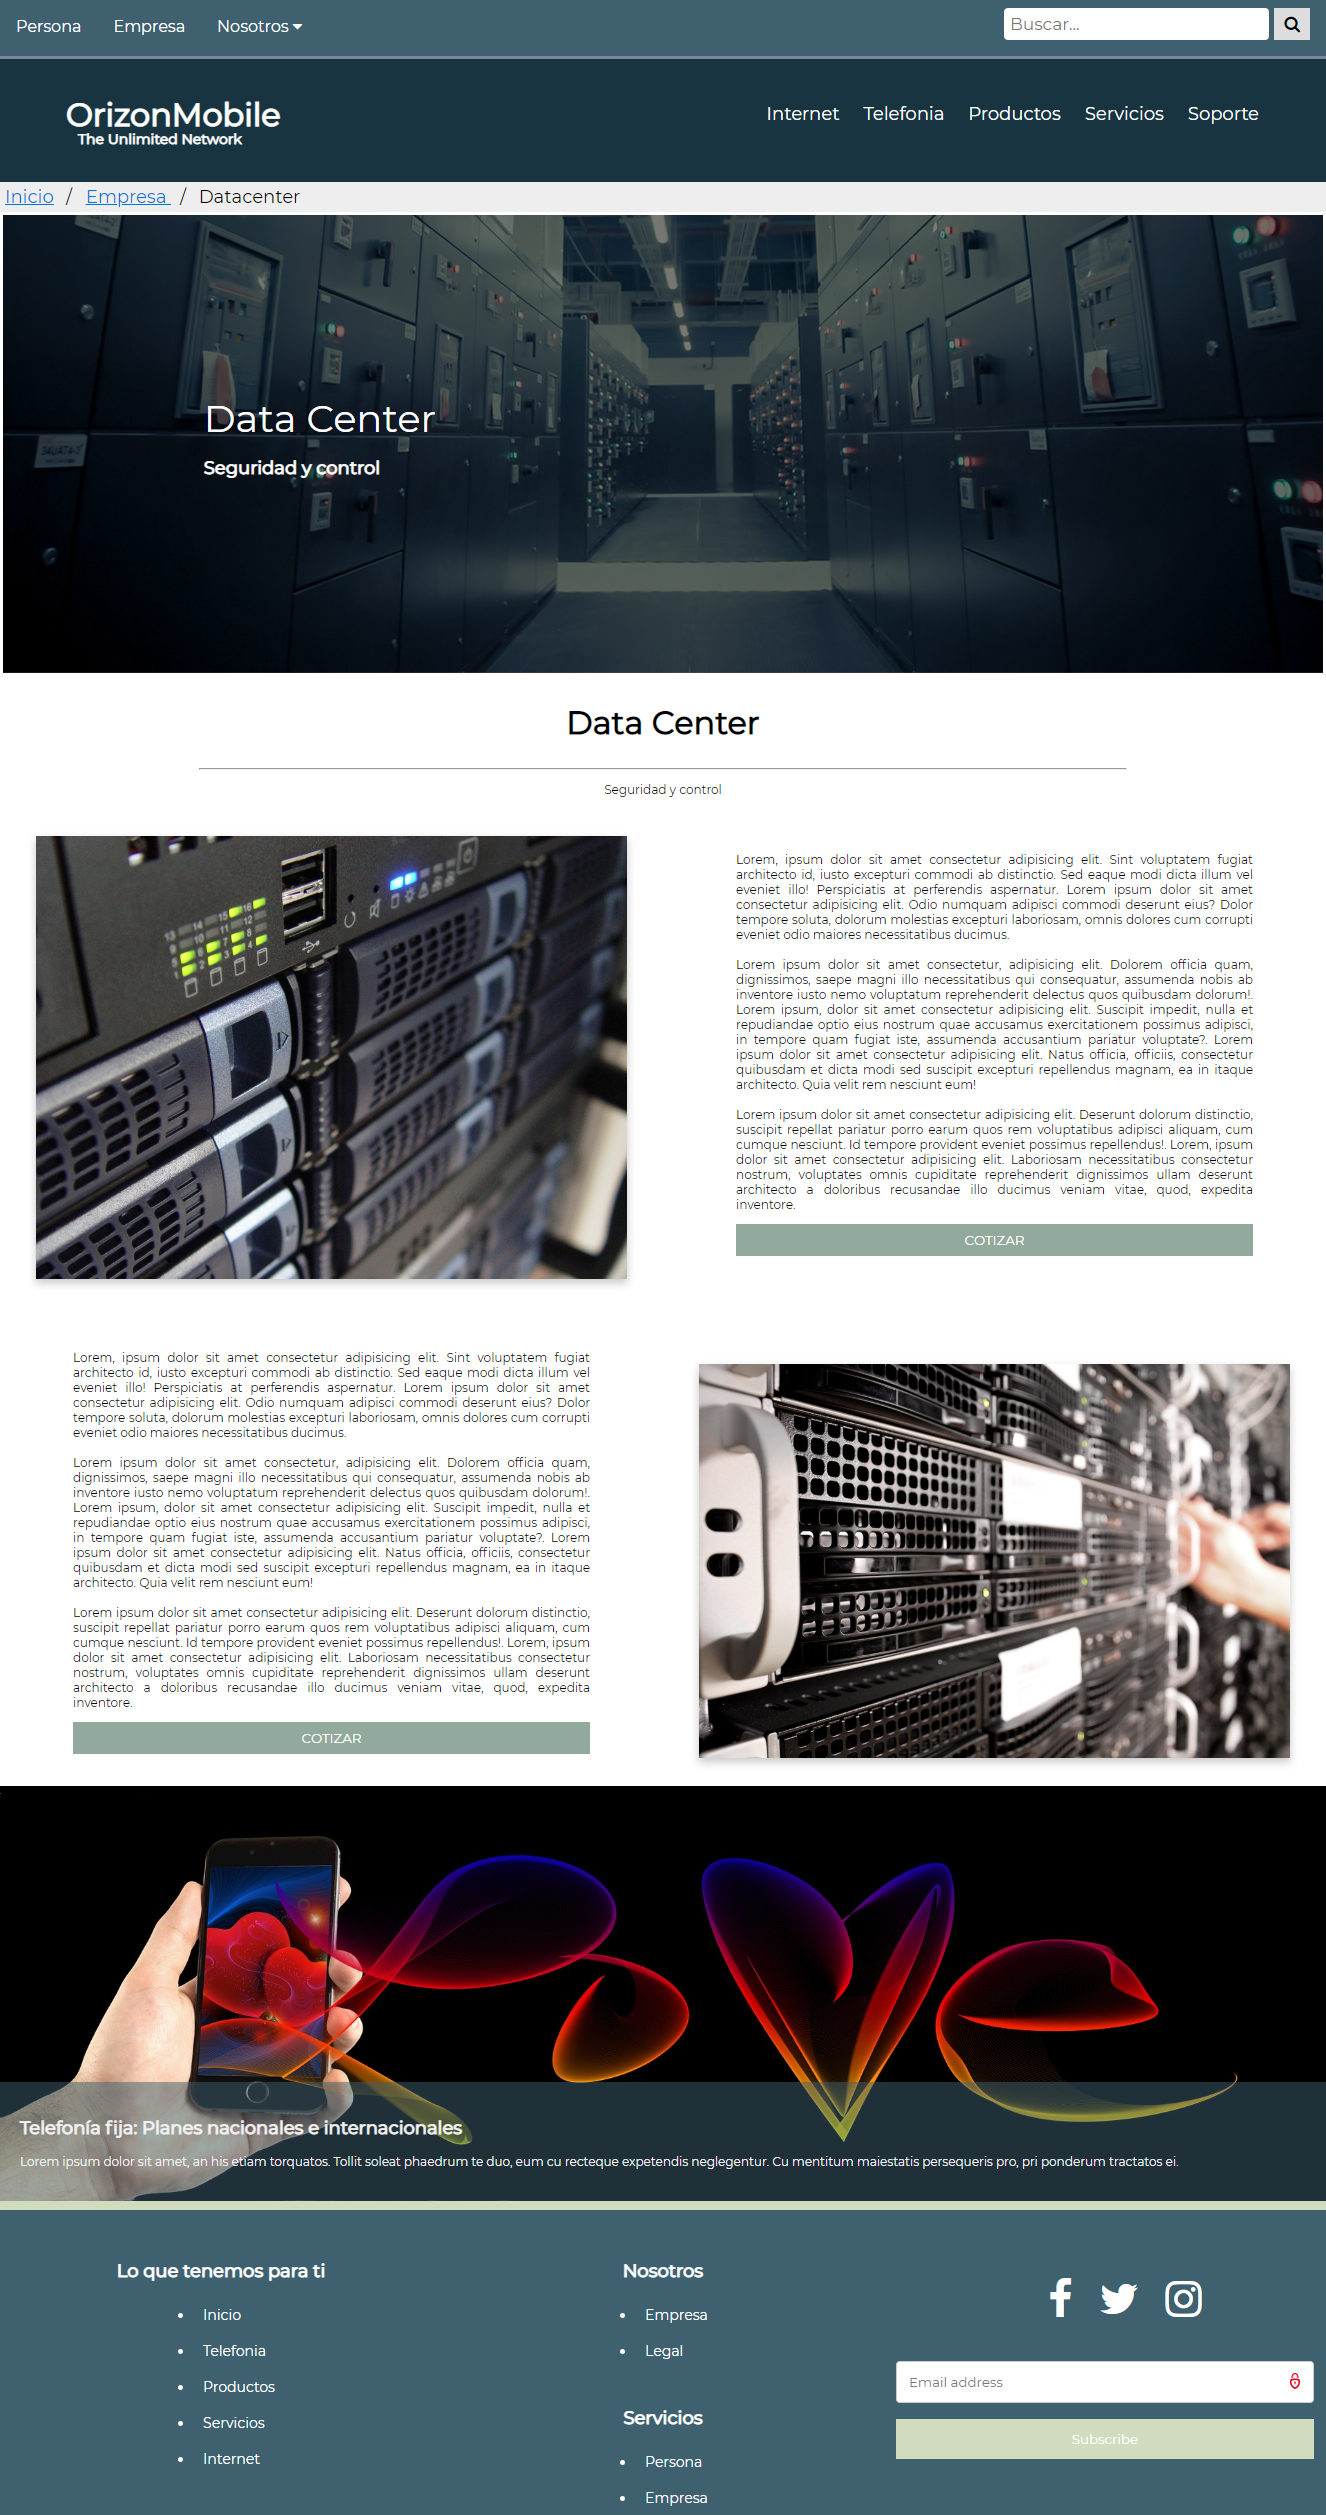 Persona Empresa Nosotros
Buscar...
OrizonMobile
The Unlimited Network
Internet Telefonia Productos Servicios Soporte
Inicio / Empresa / Datacenter
Data Center
Seguridad y control
Data Center
Seguridad y control
Lorem, ipsum dolor sit amet consectetur adipisicing elit. Sint voluptatem fugiat
architecto id, iusto excepturi commodi ab distinctio. Sed eaque modi dicta illum vel
eveniet illo! Perspiciatis at perferendis aspernatur. Lorem ipsum dolor sit amet
consectetur adipisicing elit. Odio numquam adipisci commodi deserunt eius? Dolor
tempore soluta, dolorum molestias excepturi laboriosam, omnis dolores cum corrupti
eveniet odio maiores necessitatibus ducimus.
Lorem ipsum dolor sit amet consectetur, adipisicing elit. Dolorem officia quam,
dignissimos, saepe magni illo necessitatibus qui consequatur, assumenda nobis ab
inventore iusto nemo voluptatum reprehenderit delectus quos quibusdam dolorum!.
Lorem ipsum, dolor sit amet consectetur adipisicing elit. Suscipit impedit, nulla et
repudiandae optio eius nostrum quae accusamus exercitationem possimus adipisci,
in tempore quam fugiat iste, assumenda accusantium pariatur voluptate?. Lorem
ipsum dolor sit amet consectetur adipisicing elit. Natus officia, officiis, consectetur
quibusdam et dicta modi sed suscipit excepturi repellendus magnam, ea in itaque
architecto. Quia velit rem nesciunt eum!
Lorem ipsum dolor sit amet consectetur adipisicing elit. Deserunt dolorum distinctio,
suscipit repellat pariatur porro earum quos rem voluptatibus adipisci aliquam, cum
cumque nesciunt. Id tempore provident eveniet possimus repellendus!. Lorem, ipsum
dolor sit amet consectetur adipisicing elit. Laboriosam necessitatibus consectetur
nostrum, voluptates omnis cupiditate reprehenderit dignissimos ullam deserunt
architecto a doloribus recusandae illo ducimus veniam vitae, quod, expedita
inventore.
COTIZAR
Lorem, ipsum dolor sit amet consectetur adipisicing elit. Sint voluptatem fugiat
architecto id, iusto excepturi commodi ab distinctio. Sed eaque modi dicta illum vel
eveniet illo! Perspiciatis at perferendis aspernatur. Lorem ipsum dolor sit amet
consectetur adipisicing elit. Odio numquam adipisci commodi deserunt eius? Dolor
tempore soluta, dolorum molestias excepturi laboriosam, omnis dolores cum corrupti
eveniet odio maiores necessitatibus ducimus.
Lorem ipsum dolor sit amet consectetur, adipisicing elit. Dolorem officia quam,
dignissimos, saepe magni illo necessitatibus qui consequatur, assumenda nobis ab
inventore iusto nemo voluptatum reprehenderit delectus quos quibusdam dolorum!.
Lorem ipsum, dolor sit amet consectetur adipisicing elit. Suscipit impedit, nulla et
repudiandae optio eius nostrum quae accusamus exercitationem possimus adipisci,
in tempore quam fugiat iste, assumenda accusantium pariatur voluptate?. Lorem
ipsum dolor sit amet consectetur adipisicing elit. Natus officia, officiis, consectetur
quibusdam et dicta modi sed suscipit excepturi repellendus magnam, ea in itaque
architecto. Quia velit rem nesciunt eum!
Lorem ipsum dolor sit amet consectetur adipisicing elit. Deserunt dolorum distinctio,
suscipit repellat pariatur porro earum quos rem voluptatibus adipisci aliquam, cum
cumque nesciunt. Id tempore provident eveniet possimus repellendus!. Lorem, ipsum
dolor sit amet consectetur adipisicing elit. Laboriosam necessitatibus consectetur
nostrum, voluptates omnis cupiditate reprehenderit dignissimos ullam deserunt
architecto a doloribus recusandae illo ducimus veniam vitae, quod, expedita
inventore.
COTIZAR
Telefonía fija: Planes nacionales e internacionales
Lorem ipsum dolor sit amet, an his etiam torquatos. Tollit soleat phaedrum te duo, eum cu recteque expetendis neglegentur. Cu mentitum maiestatis persequeris pro, pri ponderum tractatos ei.
Lo que tenemos para ti
Inicio
Telefonia
Productos
Servicios
Internet
Nosotros
Empresa
Legal
Servicios
Persona
Empresa
Email address
Subscribe